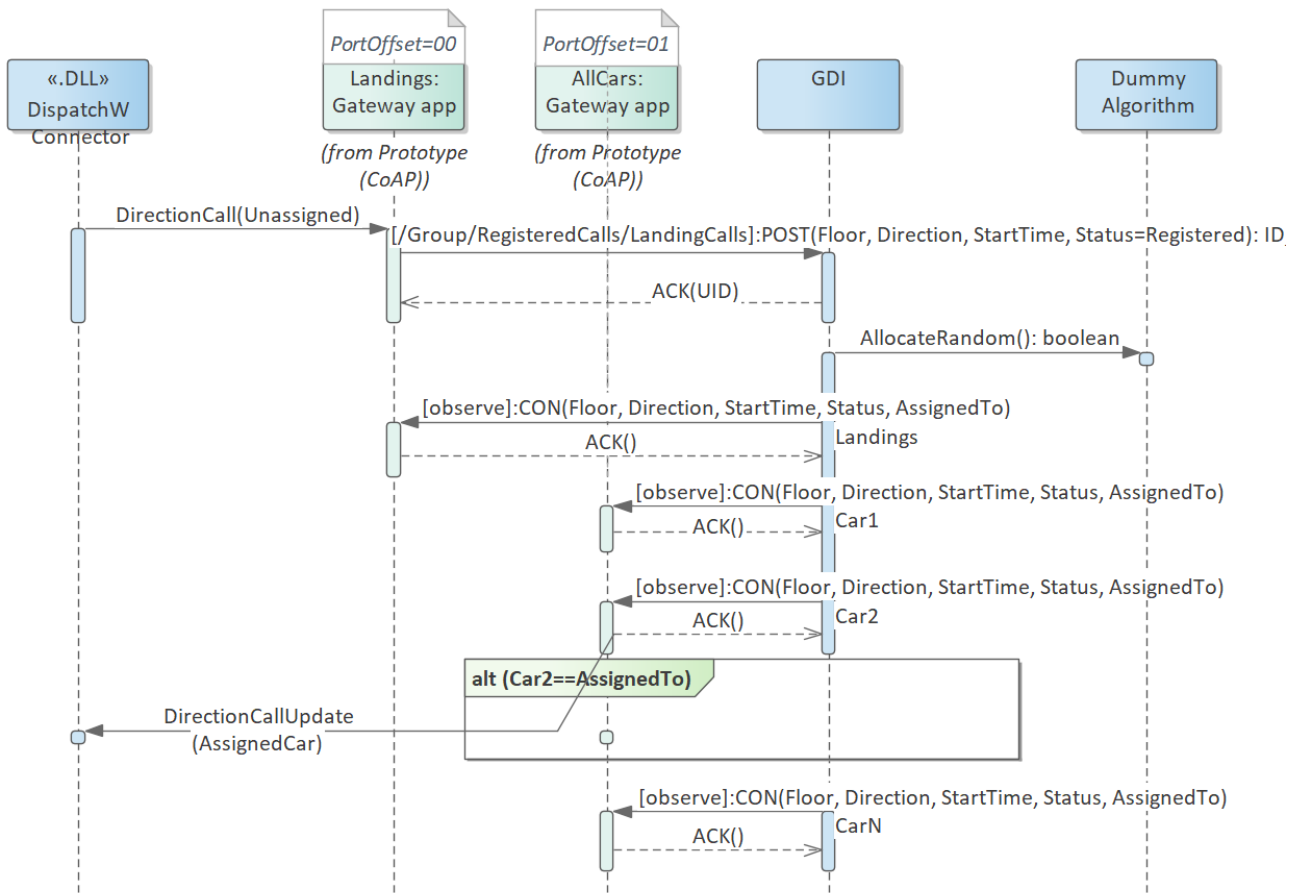 PortOffset=00
PortOffset=01
«.DLL»
DispatchW
Connector
Landings:
Gateway app
(from Prototype
(CoAP))
AllCars:
Gateway app
(from Prototype
(CoAP))
GDI
Dummy
Algorithm
DirectionCall(Unassigned)
[/Group/RegisteredCalls/LandingCalls]:POST(Floor, Direction, StartTime, Status=Registered): ID
ACK(UID)
AllocateRandom(): boolean
[observe]:CON(Floor, Direction, StartTime, Status, AssignedTo)
Landings
ACK()
[observe]:CON(Floor, Direction, StartTime, Status, AssignedTo)
Car1
ACK()
[observe]:CON(Floor, Direction, StartTime, Status, AssignedTo)
Car2
ACK()
alt (Car2==AssignedTo)
DirectionCallUpdate
(AssignedCar)
[observe]:CON(Floor, Direction, StartTime, Status, AssignedTo)
CarN
ACK()